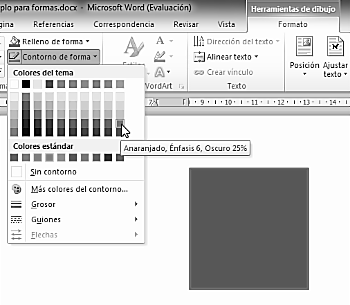 plo para formas.docx - Microsoft Word (Evaluación)
Herramientas de dibujo
gina
Referencias
Correspondencia
Revisar
Vista
Formato
Relleno de forma
Contorno de forma
Dirección del texto
Alinear texto
Crear vínculo
Texto
Posición
Ajustar
texto
Colores del tema
Colores estándar
Sin contorno
Más colores del contorno...
Grosor
Guiones
Flechas
Anaranjado, Énfasis 6, Oscuro 25%